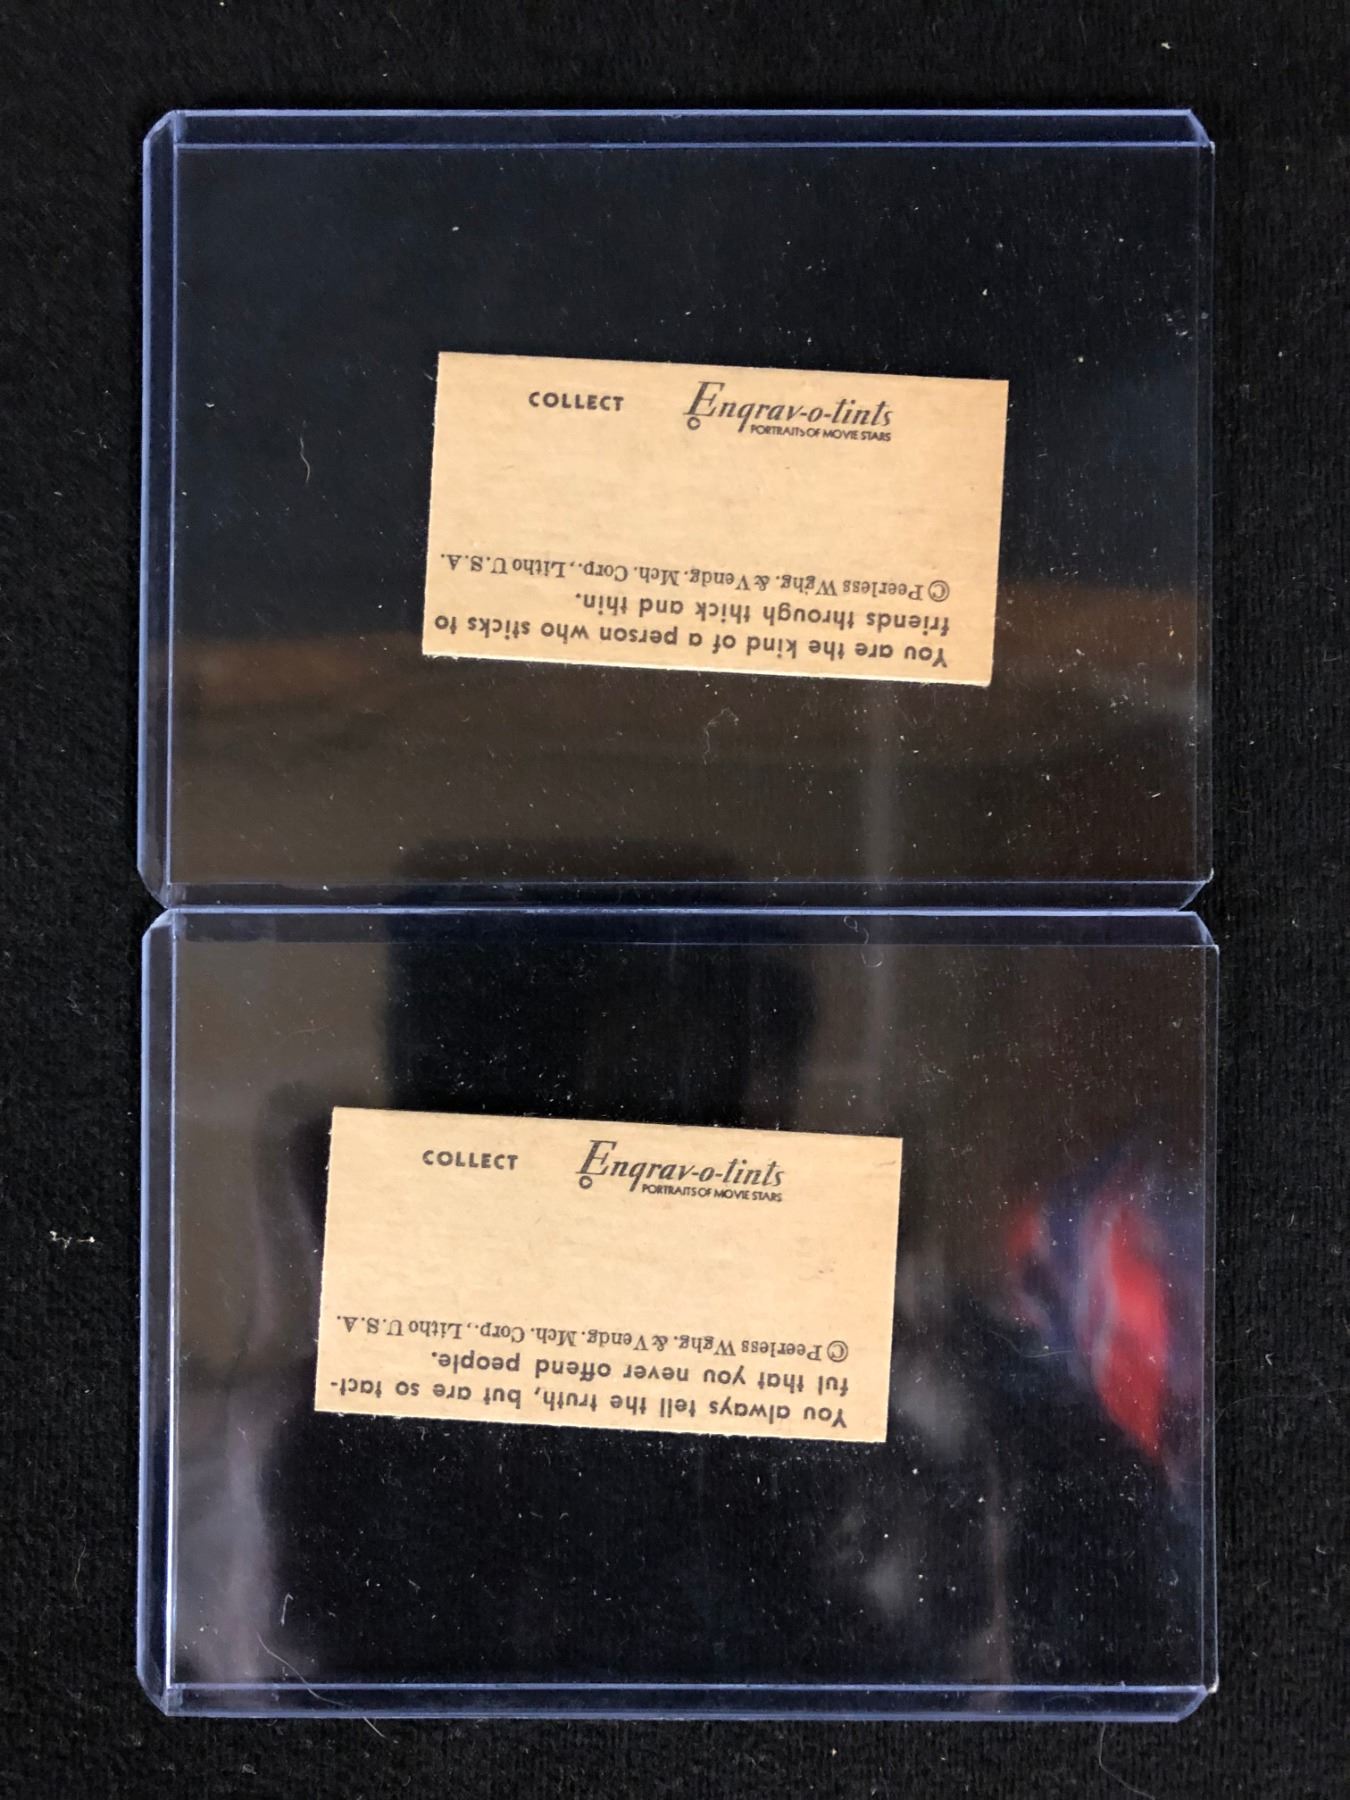 COLLECT Engrav-o-tints
PORTRAITS OF MOVIE STARS
You are the kind of a person who sticks to
friends through thick and thin.
© Peerless Wghg. & Vendg. Mch. Corp., Litho U.S.A.
COLLECT Engrav-o-tints
PORTRAITS OF MOVIE STARS
You always tell the truth, but are so tact-
ful that you never offend people.
© Peerless Wghg. & Vendg. Mch. Corp., Litho U.S.A.